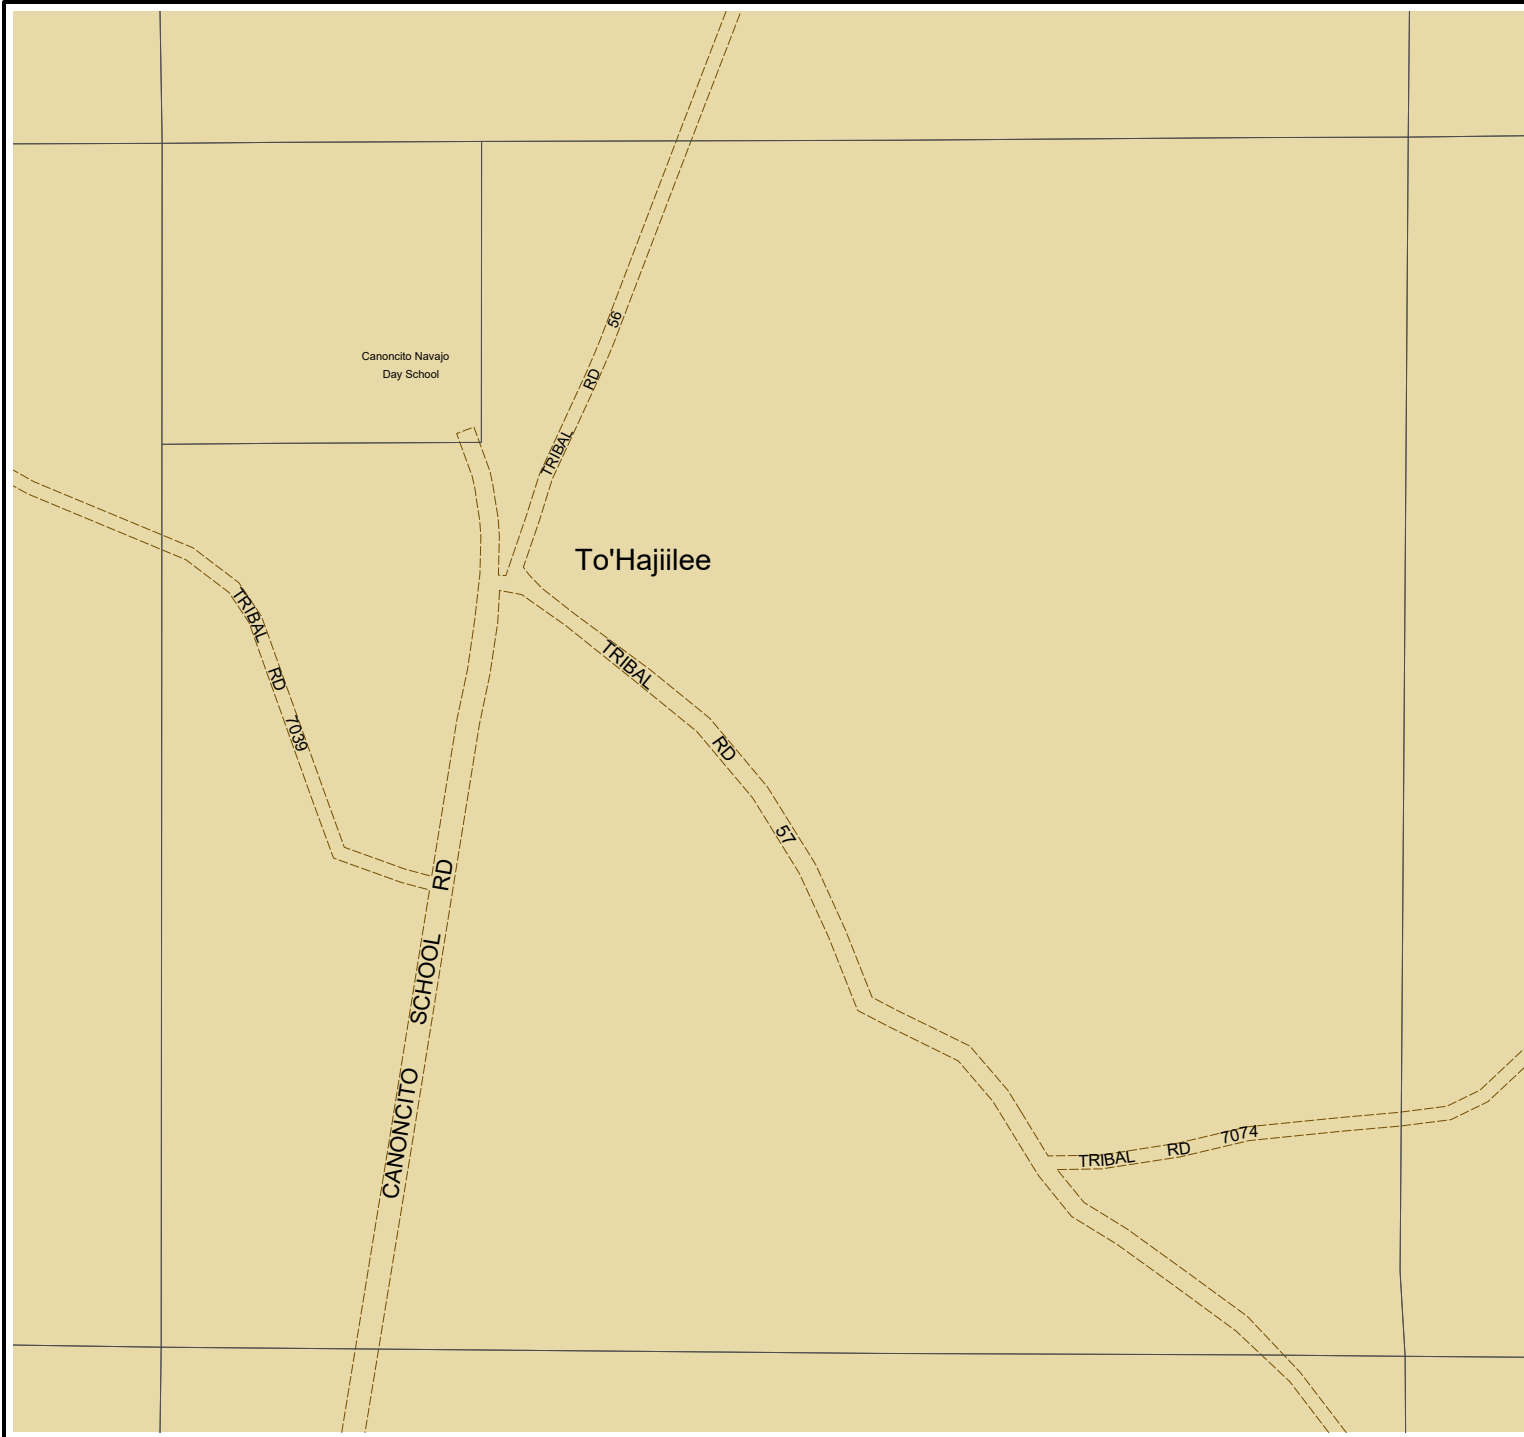 TRIBAL RD 56
Canoncito Navajo
Day School
To'Hajiilee
TRIBAL RD 7039
TRIBAL RD 57
CANONCITO SCHOOL RD
TRIBAL RD 7074